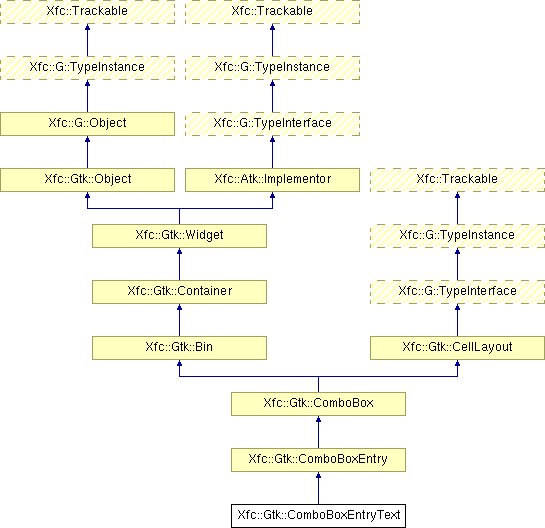 Xfc::Trackable
Xfc::Trackable
Xfc::G::TypeInstance
Xfc::G::TypeInstance
Xfc::G::Object
Xfc::G::TypeInterface
Xfc::Gtk::Object
Xfc::Atk::Implementor
Xfc::Trackable
Xfc::Gtk::Widget
Xfc::G::TypeInstance
Xfc::Gtk::Container
Xfc::G::TypeInterface
Xfc::Gtk::Bin
Xfc::Gtk::CellLayout
Xfc::Gtk::ComboBox
Xfc::Gtk::ComboBoxEntry
Xfc::Gtk::ComboBoxEntryText